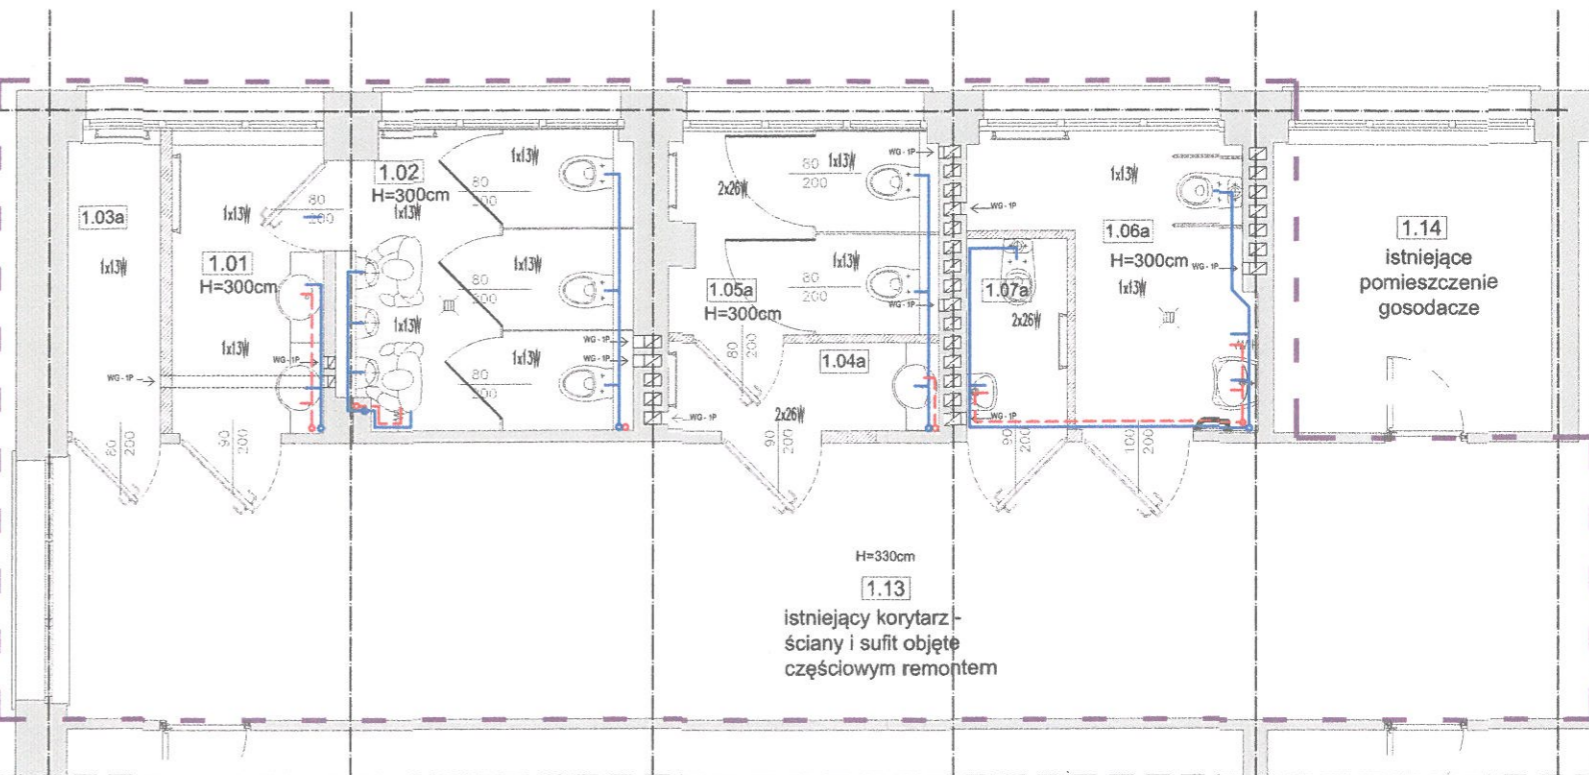 1.03a
1x13W
WG - 1P
80
200
1x13W
1.01
H=300cm
1x13W
WG - 1P
90
200
80
200
1.02
H=300cm
1x13W
1x13W
1x13W
80
200
1x13W
80
200
1x13W
80
200
WG - 1P
WG - 1P
WG - 1P
2x26W
80
200
1x13W
WG - 1P
1.05a
H=300cm
80
200
1x13W
WG - 1P
80
200
1.04a
2x26W
90
200
WG - 1P
1x13W
1.06a
H=300cm
WG - 1P
1x13W
1.07a
2x26W
WG - 1P
90
200
100
200
1.14
istniejące
pomieszczenie
gosodacze
H=330cm
1.13
istniejący korytarz -
ściany i sufit objęte
częściowym remontem